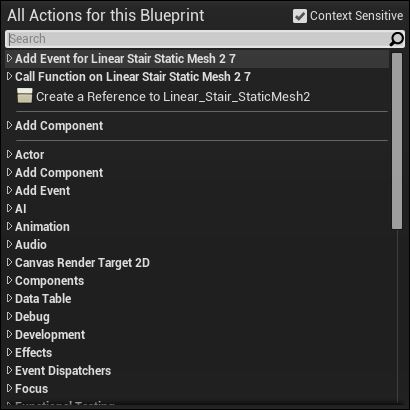 All Actions for this Blueprint
Context Sensitive
Search
Add Event for Linear Stair Static Mesh 2 7
Call Function on Linear Stair Static Mesh 2 7
Create a Reference to Linear_Stair_StaticMesh2
Add Component
Actor
Add Component
Add Event
AI
Animation
Audio
Canvas Render Target 2D
Components
Data Table
Debug
Development
Effects
Event Dispatchers
Focus
Functional Testing